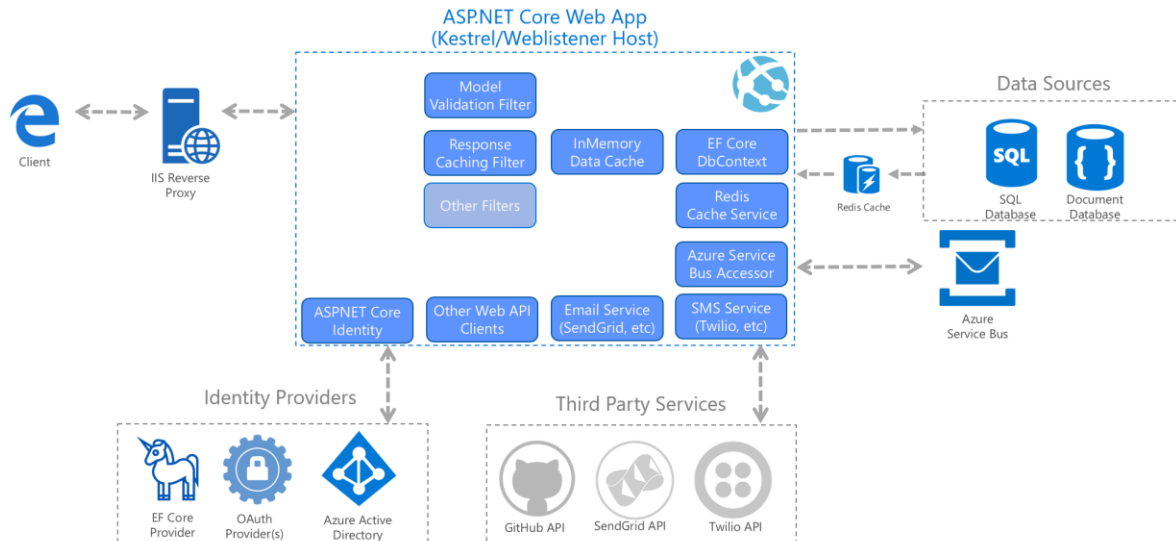 ASP.NET Core Web App
(Kestrel/Weblistener Host)
Model
Validation Filter
Response
Caching Filter
Other Filters
InMemory
Data Cache
EF Core
DbContext
Redis
Cache Service
Azure Service
Bus Accessor
ASP.NET Core
Identity
Other Web API
Clients
Email Service
(SendGrid, etc)
SMS Service
(Twilio, etc)
Client
IIS Reverse
Proxy
Data Sources
SQL
SQL
Database
{ }
Document
Database
Redis Cache
Azure
Service Bus
Identity Providers
EF Core
Provider
OAuth
Provider(s)
Azure Active
Directory
Third Party Services
GitHub API
SendGrid API
Twilio API